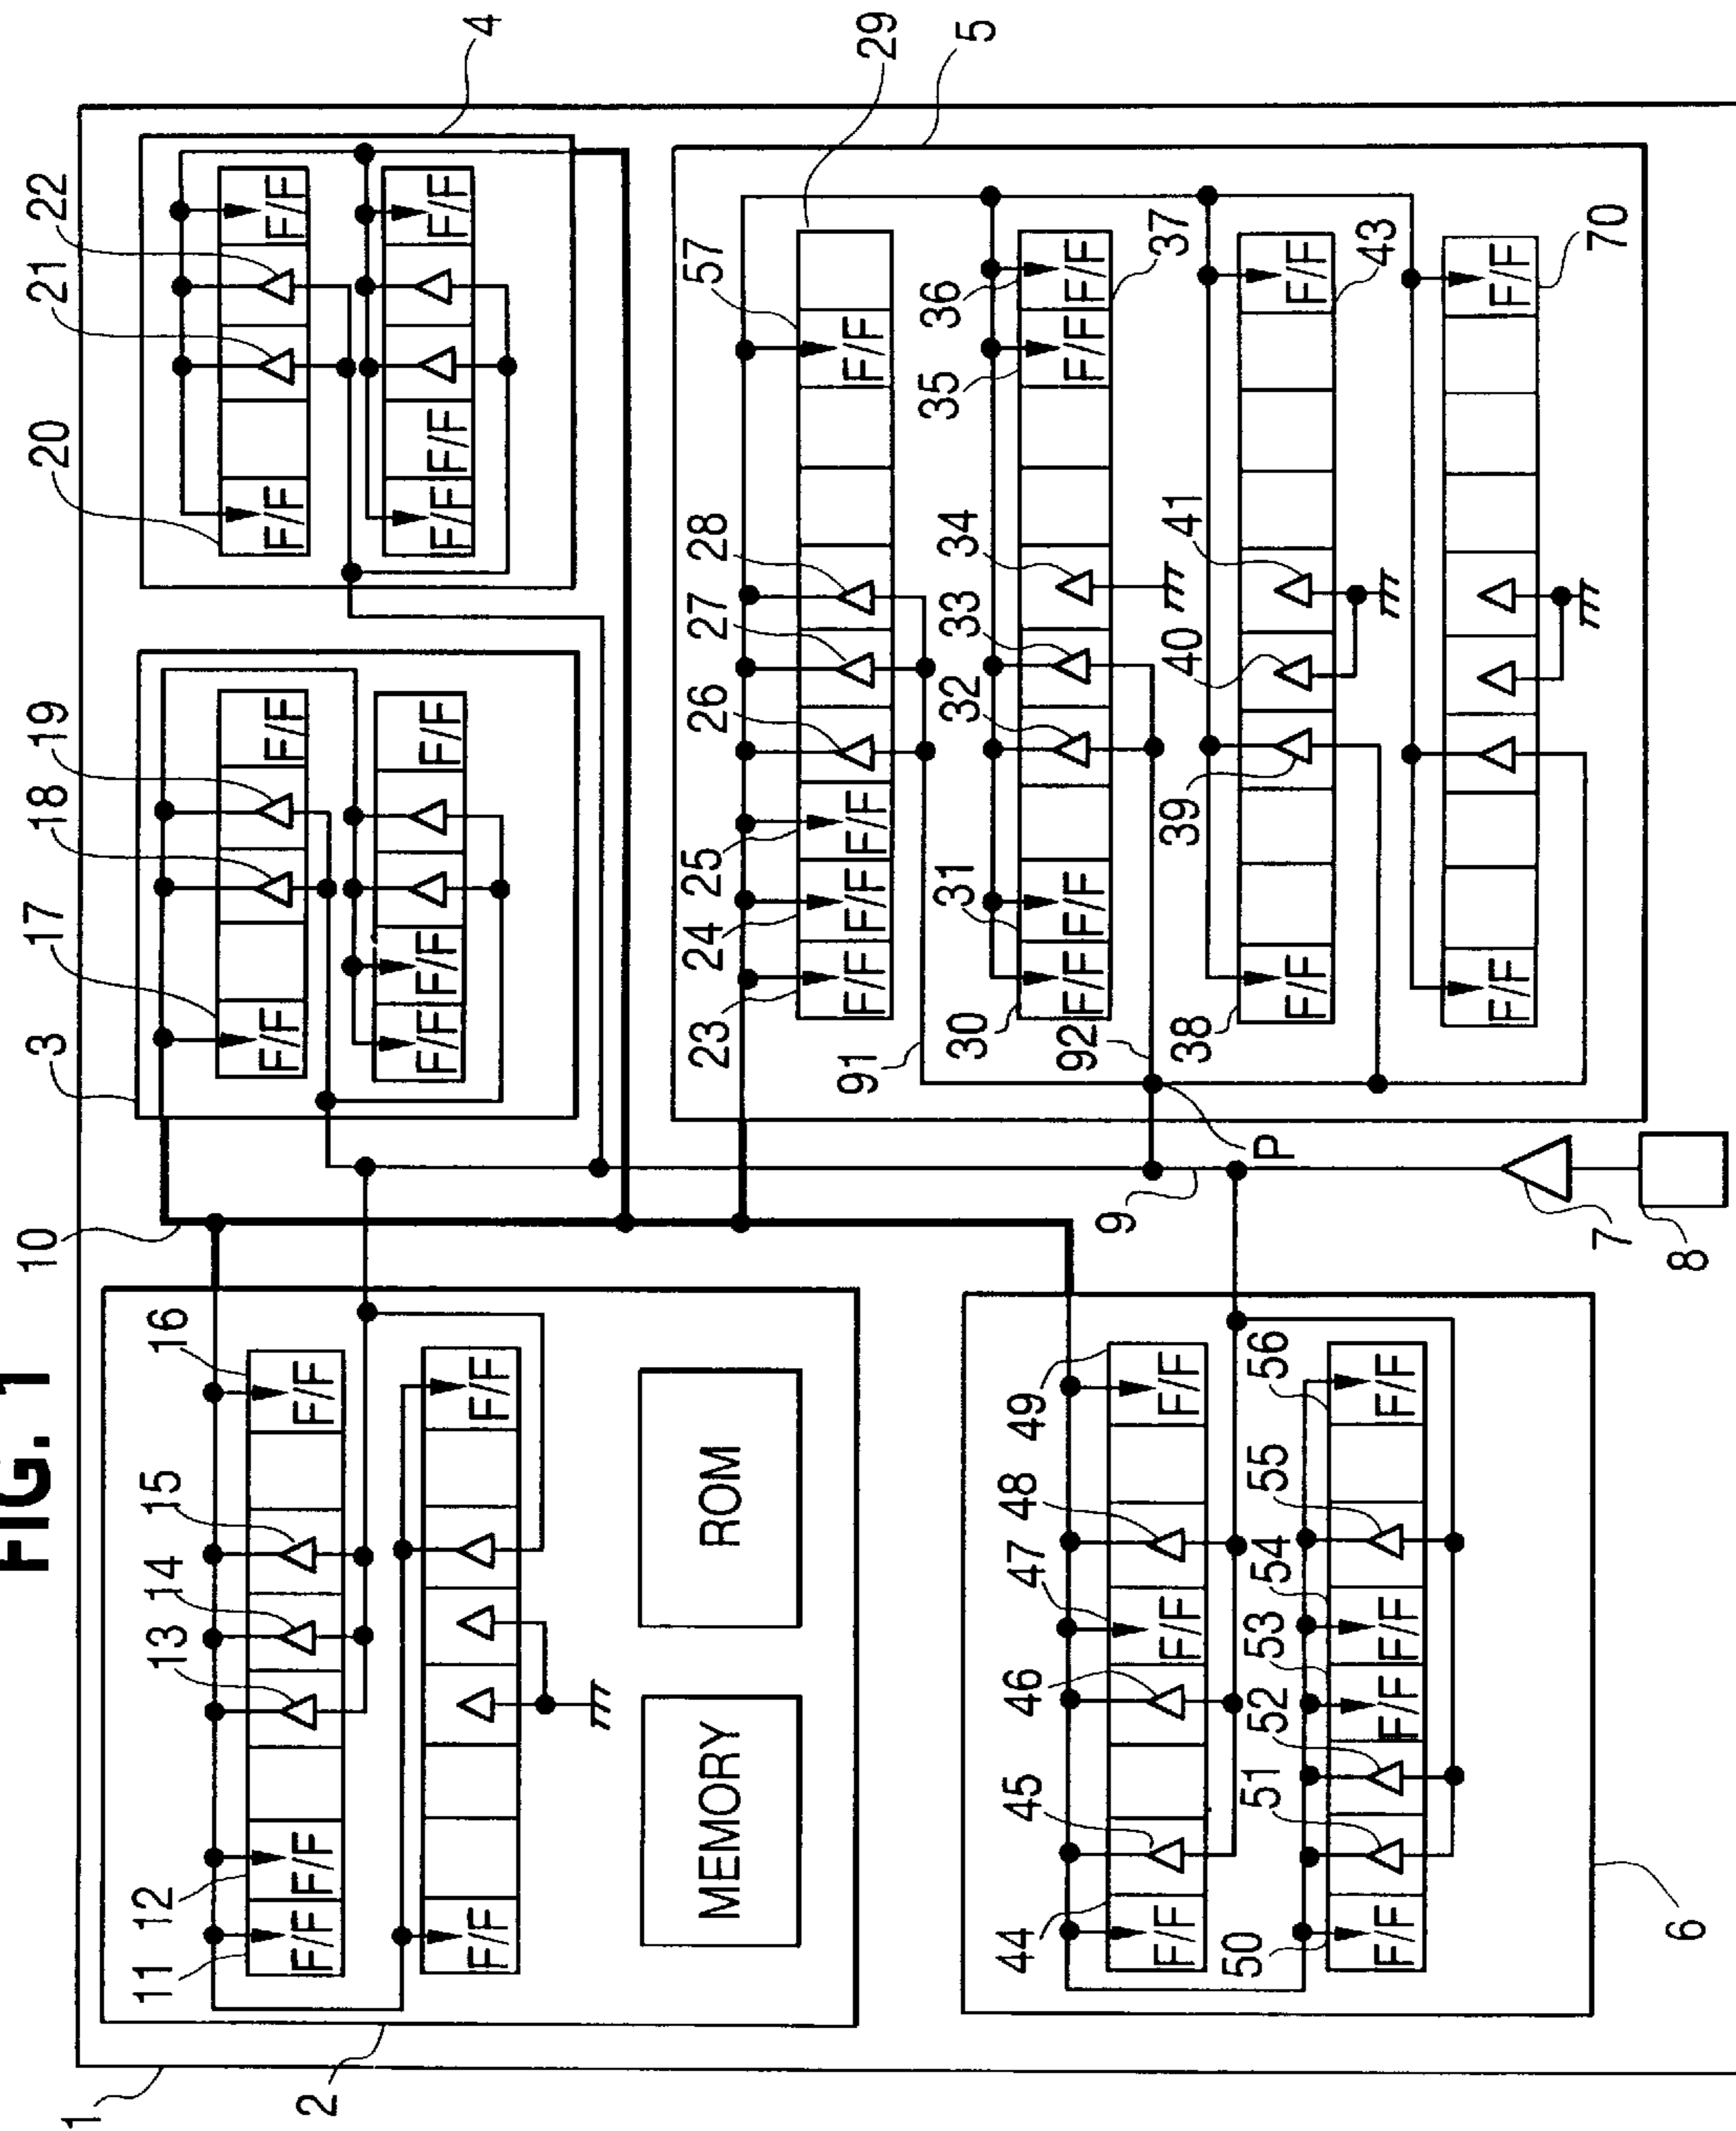 FIG. 1
1
2
11 12 13 14 15 16
F/F F/F F/F
F/F F/F
MEMORY ROM
10
3
17 18 19
F/F F/F
F/F F/F F/F
20 21 22
4
F/F F/F
F/F F/F F/F
23 24 25 26 27 28 57 29
5
F/F F/F F/F F/F
91
30 31 32 33 34 35 36
F/F F/F F/F F/F
92
37
38 39 40 41
F/F F/F
43
F/F F/F
70
P
9
44 45 46 47 48 49
F/F F/F F/F
50 51 52 53 54 55 56
F/F F/F F/F F/F
6
7
8